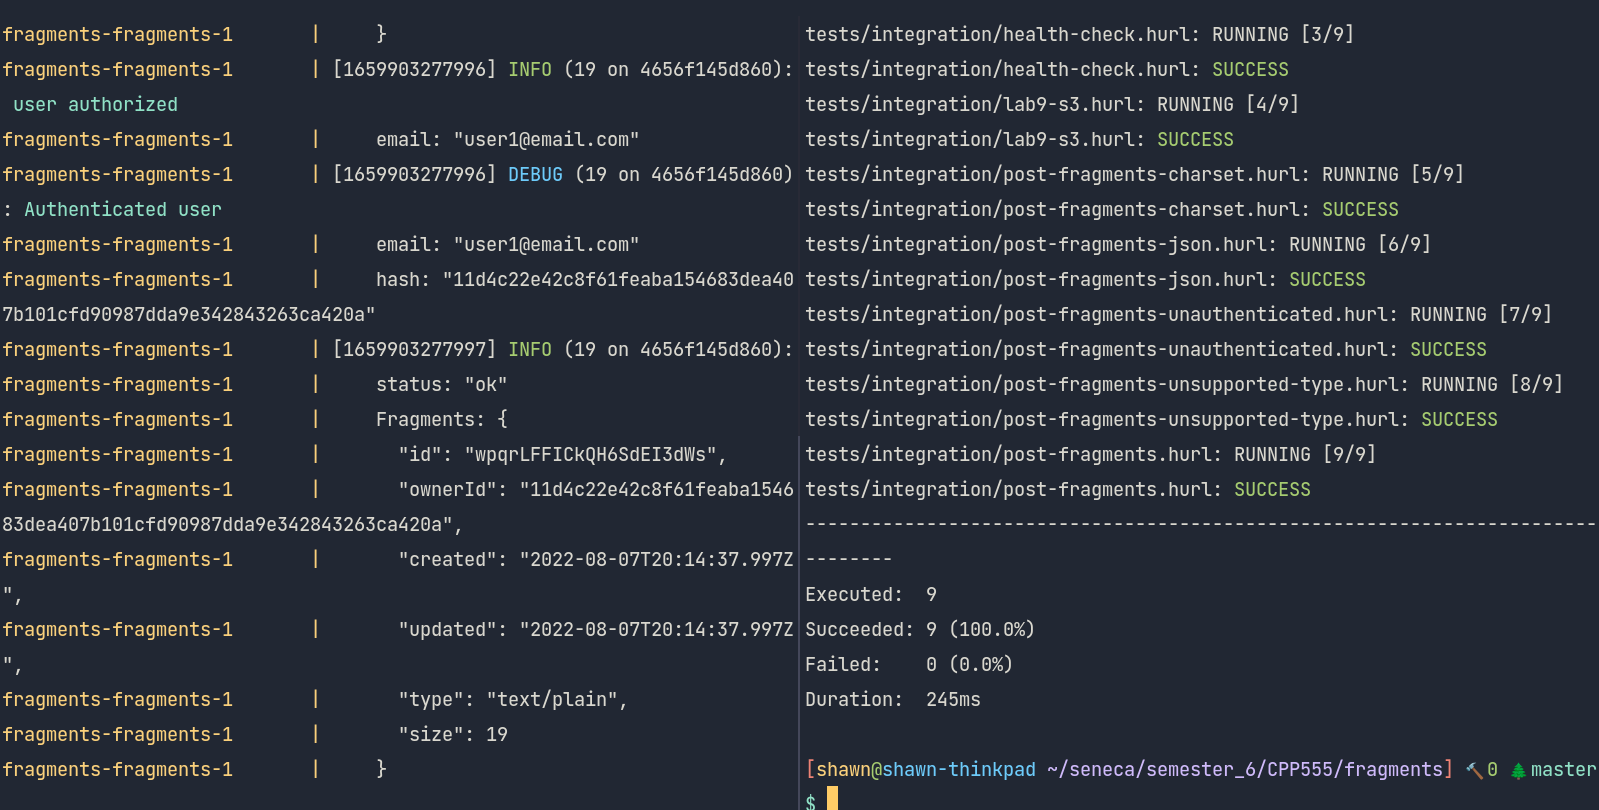 fragments-fragments-1       |     }
fragments-fragments-1       | [1659903277996] INFO (19 on 4656f145d860):
 user authorized
fragments-fragments-1       |     email: "user1@email.com"
fragments-fragments-1       | [1659903277996] DEBUG (19 on 4656f145d860)
: Authenticated user
fragments-fragments-1       |     email: "user1@email.com"
fragments-fragments-1       |     hash: "11d4c22e42c8f61feaba154683dea40
7b101cfd90987dda9e342843263ca420a"
fragments-fragments-1       | [1659903277997] INFO (19 on 4656f145d860):
fragments-fragments-1       |     status: "ok"
fragments-fragments-1       |     Fragments: {
fragments-fragments-1       |       "id": "wpqrLFFICkQH6SdEI3dWs",
fragments-fragments-1       |       "ownerId": "11d4c22e42c8f61feaba1546
83dea407b101cfd90987dda9e342843263ca420a",
fragments-fragments-1       |       "created": "2022-08-07T20:14:37.997Z
",
fragments-fragments-1       |       "updated": "2022-08-07T20:14:37.997Z
",
fragments-fragments-1       |       "type": "text/plain",
fragments-fragments-1       |       "size": 19
fragments-fragments-1       |     }
tests/integration/health-check.hurl: RUNNING [3/9]
tests/integration/health-check.hurl: SUCCESS
tests/integration/lab9-s3.hurl: RUNNING [4/9]
tests/integration/lab9-s3.hurl: SUCCESS
tests/integration/post-fragments-charset.hurl: RUNNING [5/9]
tests/integration/post-fragments-charset.hurl: SUCCESS
tests/integration/post-fragments-json.hurl: RUNNING [6/9]
tests/integration/post-fragments-json.hurl: SUCCESS
tests/integration/post-fragments-unauthenticated.hurl: RUNNING [7/9]
tests/integration/post-fragments-unauthenticated.hurl: SUCCESS
tests/integration/post-fragments-unsupported-type.hurl: RUNNING [8/9]
tests/integration/post-fragments-unsupported-type.hurl: SUCCESS
tests/integration/post-fragments.hurl: RUNNING [9/9]
tests/integration/post-fragments.hurl: SUCCESS
------------------------------------------------------------------------
--------
Executed:  9
Succeeded: 9 (100.0%)
Failed:    0 (0.0%)
Duration:  245ms
[shawn@shawn-thinkpad ~/seneca/semester_6/CPP555/fragments] 🔨0 🌲master
$